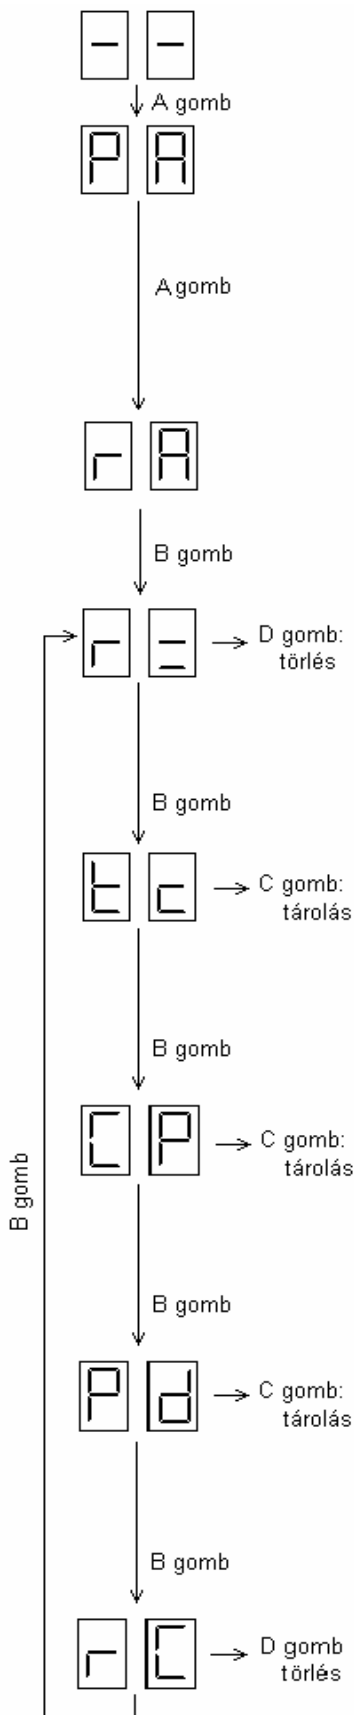 - -
A gomb
P A
A gomb
r A
B gomb
r =
D gomb:
törlés
B gomb
t c
C gomb:
tárolás
B gomb
C P
C gomb:
tárolás
B gomb
B gomb
P d
C gomb:
tárolás
B gomb
r C
D gomb
törlés